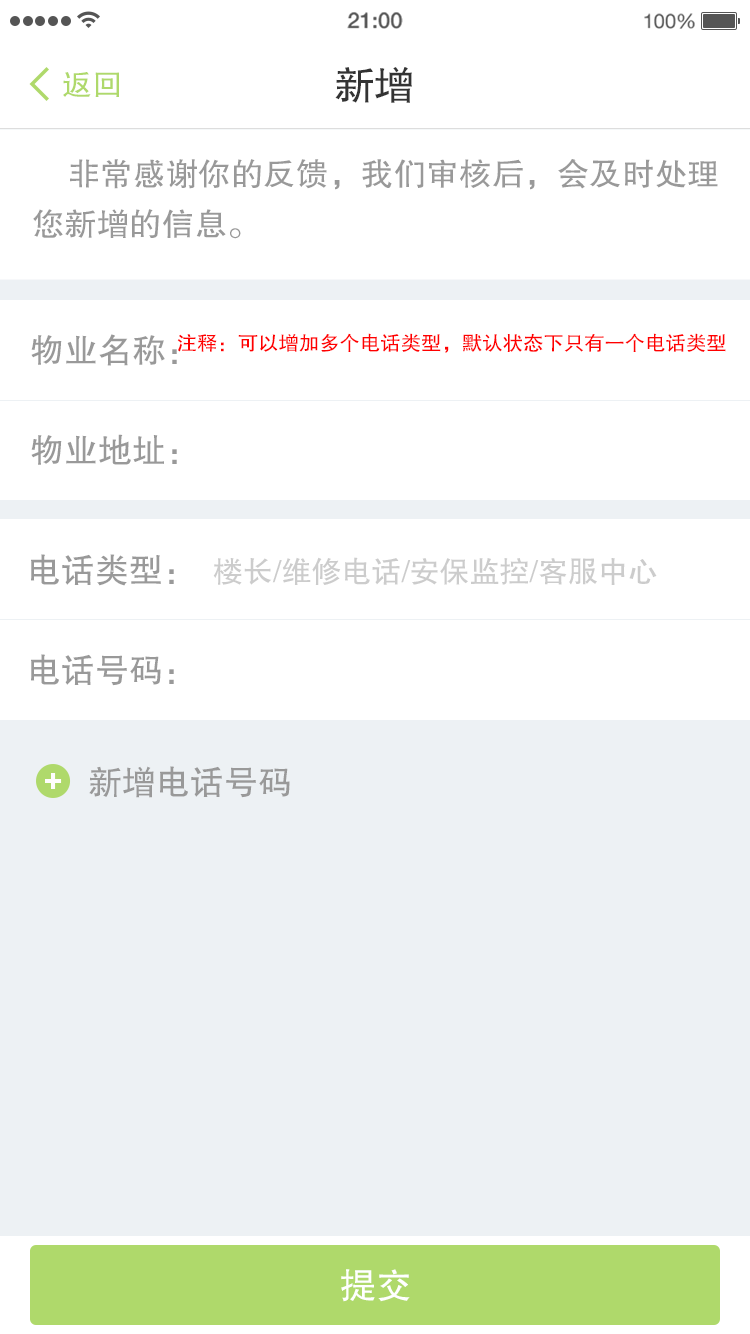 21:00
100%
返回
新增
非常感谢你的反馈，我们审核后，会及时处理
您新增的信息。
物业名称：
注释：可以增加多个电话类型，默认状态下只有一个电话类型
物业地址：
电话类型： 楼长/维修电话/安保监控/客服中心
电话号码：
新增电话号码
提交